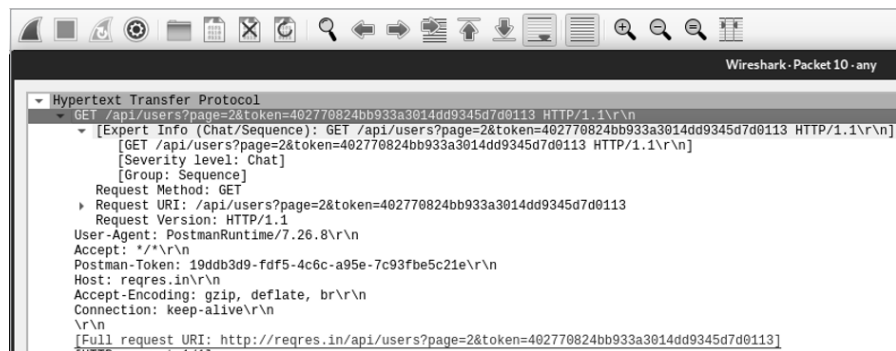 Wireshark · Packet 10 · any
Hypertext Transfer Protocol
GET /api/users?page=2&token=402770824bb933a3014dd9345d7d0113 HTTP/1.1\r\n
[Expert Info (Chat/Sequence): GET /api/users?page=2&token=402770824bb933a3014dd9345d7d0113 HTTP/1.1\r\n]
[GET /api/users?page=2&token=402770824bb933a3014dd9345d7d0113 HTTP/1.1\r\n]
[Severity level: Chat]
[Group: Sequence]
Request Method: GET
Request URI: /api/users?page=2&token=402770824bb933a3014dd9345d7d0113
Request Version: HTTP/1.1
User-Agent: PostmanRuntime/7.26.8\r\n
Accept: */*\r\n
Postman-Token: 19ddb3d9-fdf5-4c6c-a95e-7c93fbe5c21e\r\n
Host: reqres.in\r\n
Accept-Encoding: gzip, deflate, br\r\n
Connection: keep-alive\r\n
\r\n
[Full request URI: http://reqres.in/api/users?page=2&token=402770824bb933a3014dd9345d7d0113]